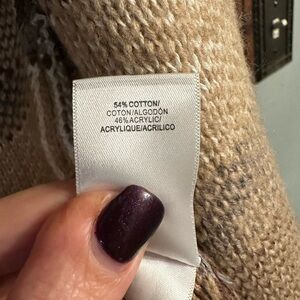 54% COTTON/
COTON/ALGODÓN
46% ACRYLIC/
ACRYLIQUE/ACRILICO